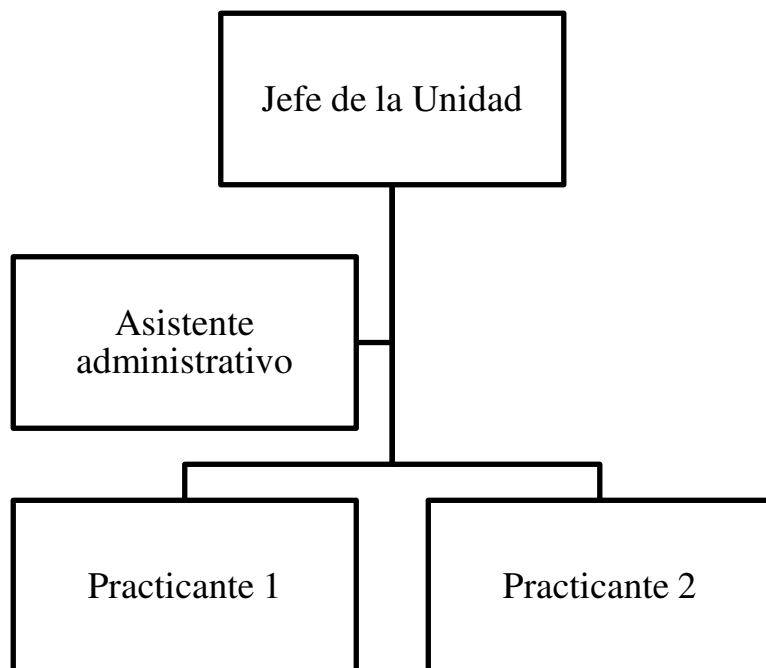 Jefe de la Unidad
Asistente
administrativo
Practicante 1
Practicante 2